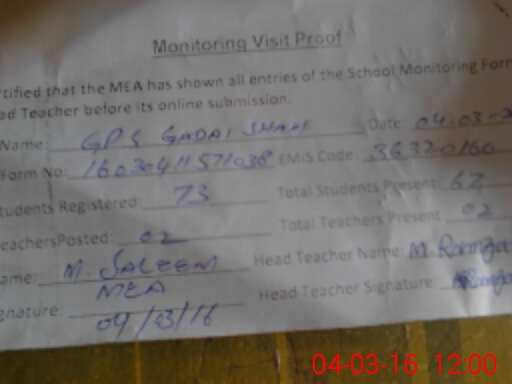 Monitoring Visit Proof
rtified that the MEA has shown all entries of the School Monitoring Form
ad Teacher before its online submission.
Name: GPS GADAI SHAH Date: 04-03-2
Form No: EMIS Code: 36320160
tudents Registered: 73 Total Students Present: 67
eachersPosted: 02 Total Teachers Present 02
ame: M. SALEEM Head Teacher Name: M. Ramza
MEA
gnature: 04/03/16 Head Teacher Signature:
04-03-16 12:00